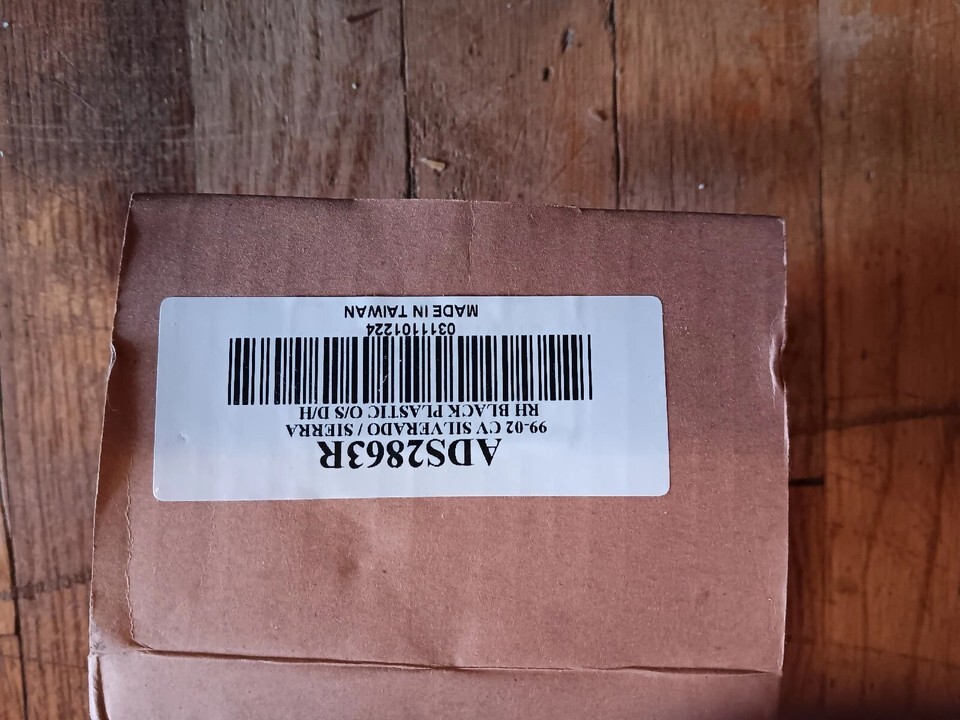 ADS2863R
99-02 CV SILVERADO / SIERRA
RH BLACK PLASTIC O/S D/H
0311101224
MADE IN TAIWAN